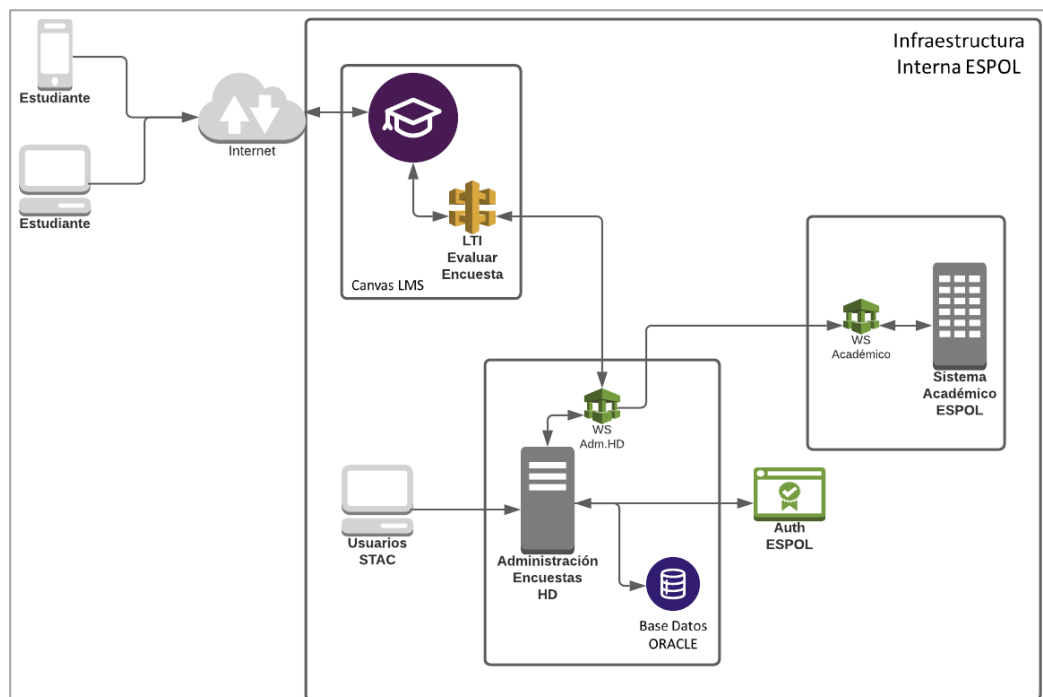 Infraestructura
Interna ESPOL
Estudiante
Internet
Estudiante
LTI
Evaluar
Encuesta
Canvas LMS
WS
Académico
Sistema
Académico
ESPOL
WS
Adm.HD
Usuarios
STAC
Administración
Encuestas
HD
Auth
ESPOL
Base Datos
ORACLE